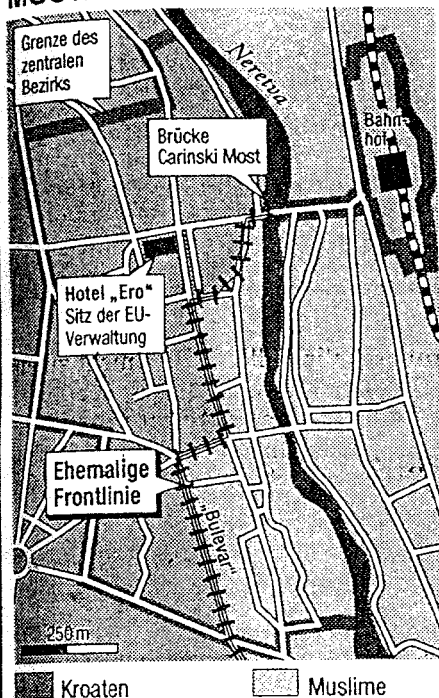 Grenze des
zentralen
Bezirks
Neretva
Bahn-
hof
Brücke
Carinski Most
Hotel „Ero“
Sitz der EU-
Verwaltung
Ehemalige
Frontlinie
"Bulevar"
250 m
Kroaten
Muslime